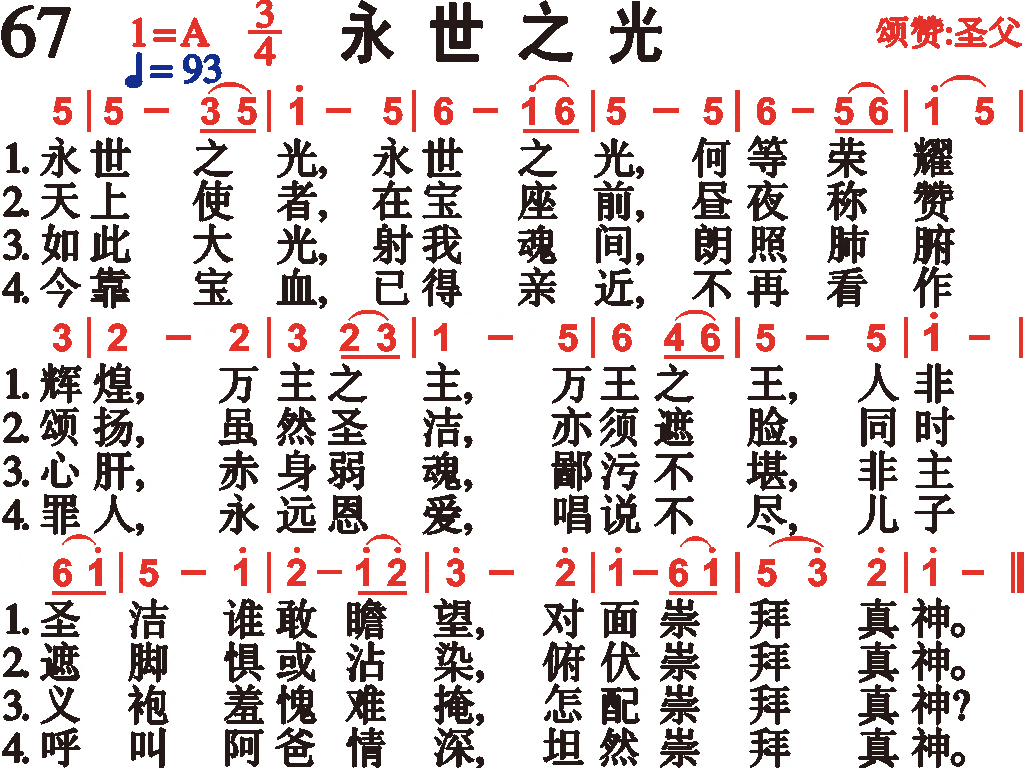 67 1=A 3/4 永世之光 颂赞:圣父
♩=93
5 | 5 – 3 5 | i – 5 | 6 – i 6 | 5 – 5 | 6 – 5 6 | i 5 |
1. 永世之光, 永世之光, 何等荣耀
2. 天上使者, 在宝座前, 昼夜称赞
3. 如此大光, 射我魂间, 朗照肺腑
4. 今靠宝血, 已得亲近, 不再看作
3 | 2 – 2 | 3 2 3 | 1 – 5 | 6 4 6 | 5 – 5 | i – |
1. 辉煌, 万主之主, 万王之王, 人非
2. 颂扬, 虽然圣洁, 亦须遮脸, 同时
3. 心肝, 赤身弱魂, 鄙污不堪, 非主
4. 罪人, 永远恩爱, 唱说不尽, 儿子
6 i | 5 – i | 2̇ – i 2̇ | 3̇ – 2̇ | i – 6 i | 5 3̇ 2̇ | i – ‖
1. 圣洁谁敢瞻望, 对面崇拜真神。
2. 遮脚惧或沾染, 俯伏崇拜真神。
3. 义袍羞愧难掩, 怎配崇拜真神?
4. 呼叫阿爸情深, 坦然崇拜真神。